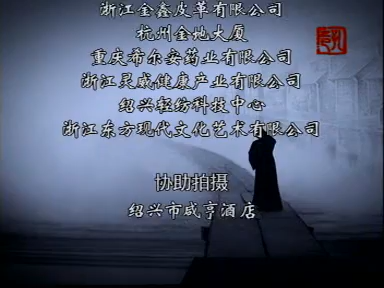 浙江金鑫皮革有限公司
杭州金地大厦
重庆希尔安药业有限公司
浙江灵威健康产业有限公司
绍兴轻纺科技中心
浙江东方现代文化艺术有限公司
协助拍摄
绍兴市咸亨酒店